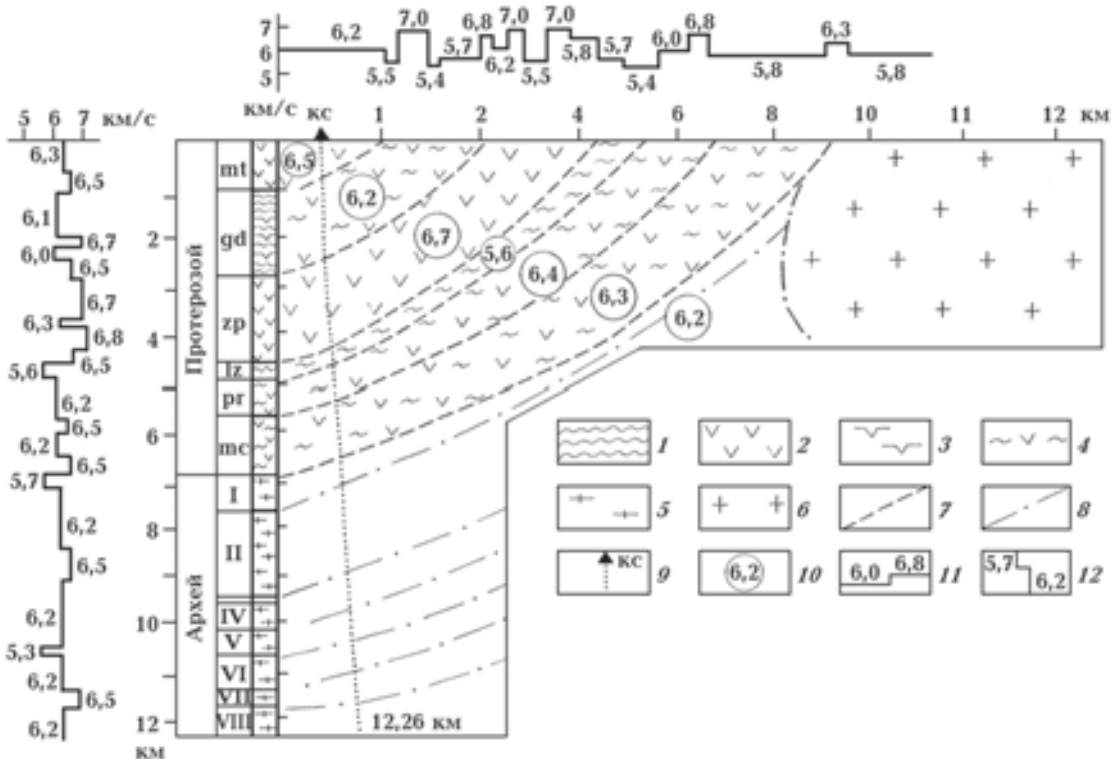 7,0 7,0 7,0
7 6,2 6,8 6,8 6,3
6 5,7 5,8 5,7 6,0
5 5,5 5,4 6,2 5,5 5,4 5,8 5,8
5 6 7 км/с
км/с кс 1 2 4 6 8 10 11 12 км
6,3
6,5
6,1
6,7
6,0
6,5
6,7
6,3
6,8
6,5
5,6
6,2
6,5
6,2
6,5
5,7
6,2
6,5
6,2
5,3
6,2
6,5
6,2
2
4
6
8
10
12
км
Протерозой
Архей
mt
gd
zp
lz
pr
mc
I
II
IV
V
VI
VII
VIII
6,5
6,2
6,7
5,6
6,4
6,3
6,2
12,26 км
1 2 3 4
5 6 7 8
кс 6,2 6,0 6,8 5,7 6,2
9 10 11 12